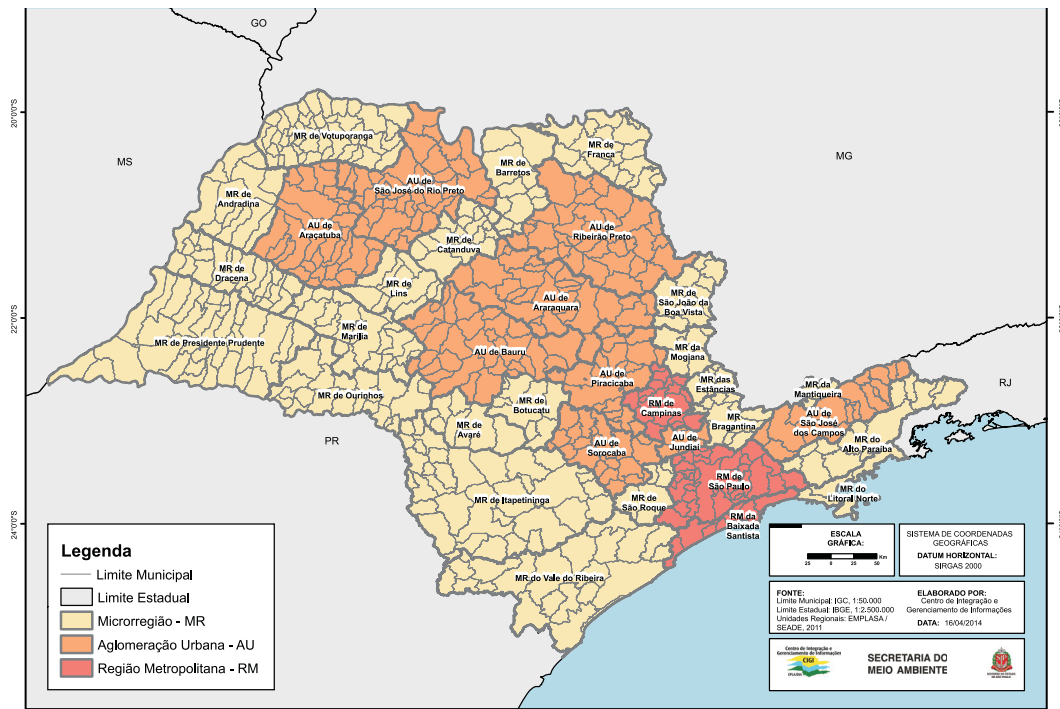 GO
MS
MG
PR
RJ
20°0'0"S
22°0'0"S
24°0'0"S
MR de Votuporanga
MR de
Andradina
AU de
São José do Rio Preto
MR de
Barretos
MR de
Franca
AU de
Araçatuba
AU de
Ribeirão Preto
MR de
Catanduva
MR de
Dracena
MR de
Lins
AU de
Araraquara
MR de
São João da
Boa Vista
MR de Presidente Prudente
MR de
Marília
AU de Bauru
MR da
Mogiana
AU de
Piracicaba
MR das
Estâncias
MR da
Mantiqueira
MR de Ourinhos
MR de
Botucatu
RM de
Campinas
MR
Bragantina
AU de
São José
dos Campos
MR de
Avaré
AU de
Sorocaba
AU de
Jundiaí
MR do
Alto Paraíba
RM de
São Paulo
MR de Itapetininga
MR de
São Roque
MR do
Litoral Norte
RM da
Baixada
Santista
MR do Vale do Ribeira
Legenda
Limite Municipal
Limite Estadual
Microrregião - MR
Aglomeração Urbana - AU
Região Metropolitana - RM
ESCALA
GRÁFICA:
25 0 25 50 Km
SISTEMA DE COORDENADAS
GEOGRÁFICAS
DATUM HORIZONTAL:
SIRGAS 2000
FONTE:
Limite Municipal: IGC, 1:50.000
Limite Estadual: IBGE, 1:2.500.000
Unidades Regionais: EMPLASA /
SEADE, 2011
ELABORADO POR:
Centro de Integração e
Gerenciamento de Informações
DATA: 16/04/2014
Centro de Integração e
Gerenciamento de Informações
CIGI
CPLA/SMA
SECRETARIA DO
MEIO AMBIENTE